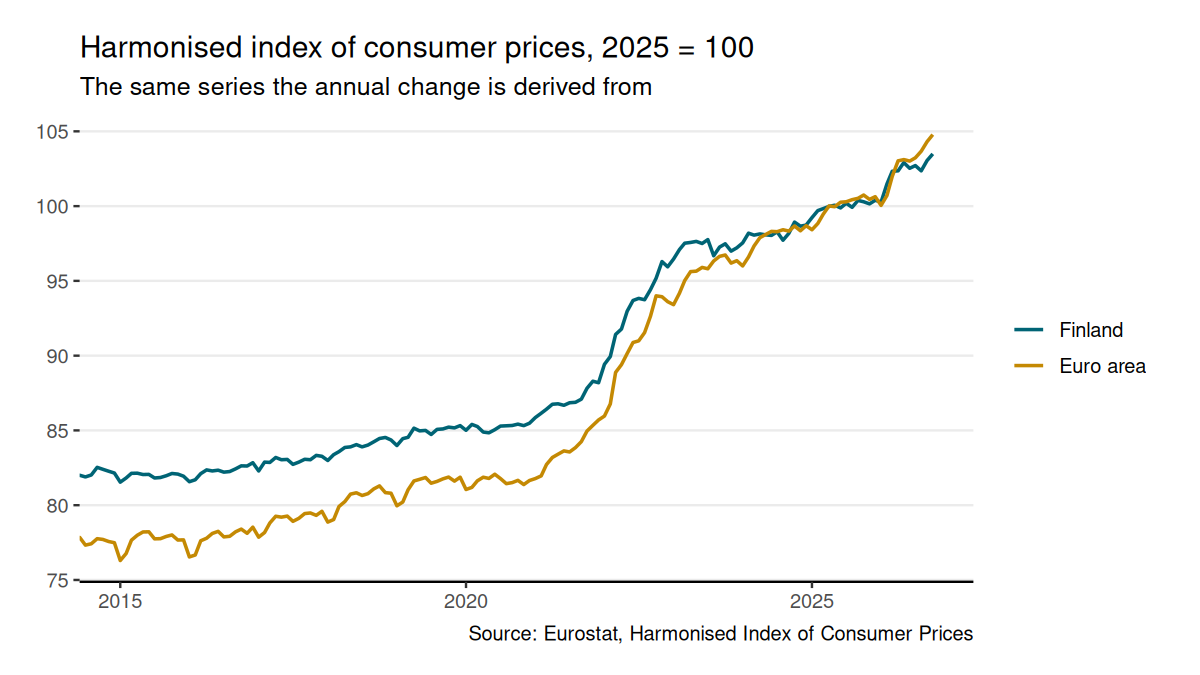 Harmonised index of consumer prices, 2025 = 100
The same series the annual change is derived from
105
100
95
90
85
80
75
2015
2020
2025
Finland
Euro area
Source: Eurostat, Harmonised Index of Consumer Prices